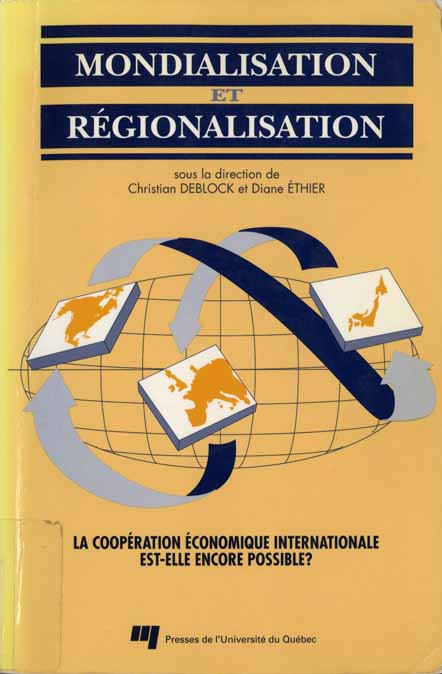 MONDIALISATION
ET
RÉGIONALISATION
sous la direction de
Christian DEBLOCK et Diane ÉTHIER
LA COOPÉRATION ÉCONOMIQUE INTERNATIONALE
EST-ELLE ENCORE POSSIBLE?
Presses de l'Université du Québec